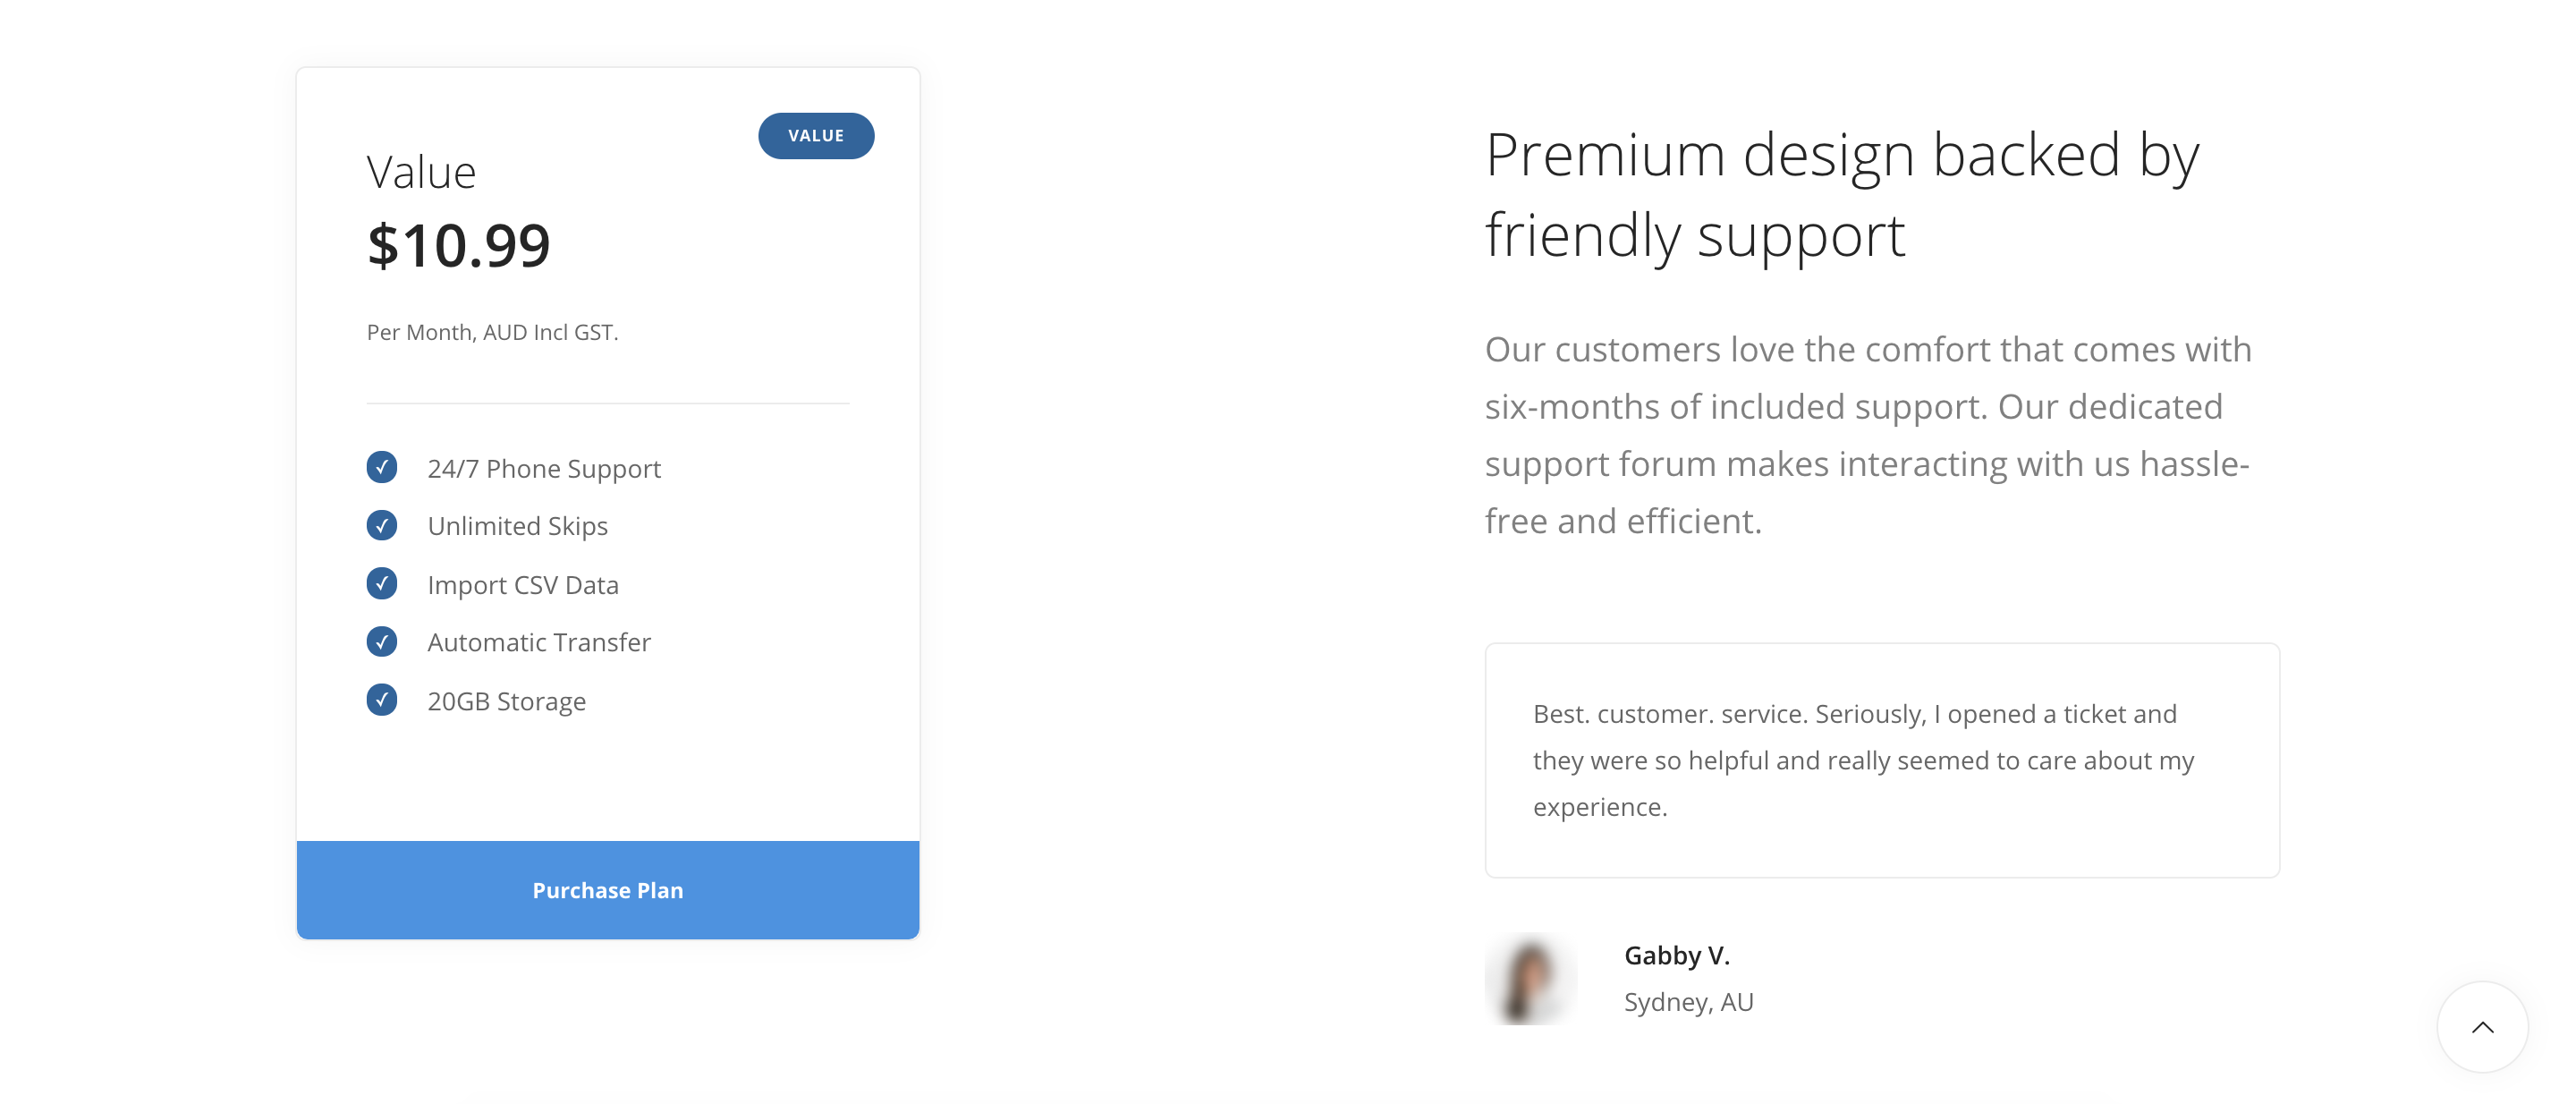 VALUE
Value
$10.99
Per Month, AUD Incl GST.
24/7 Phone Support
Unlimited Skips
Import CSV Data
Automatic Transfer
20GB Storage
Purchase Plan
Premium design backed by
friendly support
Our customers love the comfort that comes with
six-months of included support. Our dedicated
support forum makes interacting with us hassle-
free and efficient.
Best. customer. service. Seriously, I opened a ticket and
they were so helpful and really seemed to care about my
experience.
Gabby V.
Sydney, AU